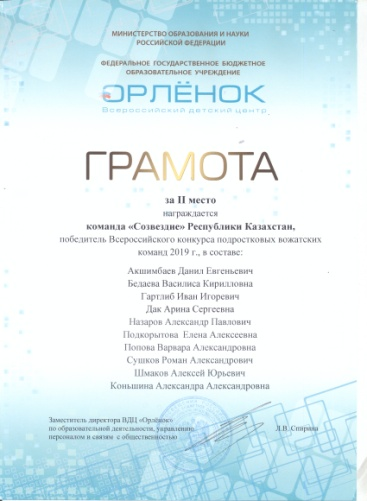 МИНИСТЕРСТВО ОБРАЗОВАНИЯ И НАУКИ
РОССИЙСКОЙ ФЕДЕРАЦИИ
ФЕДЕРАЛЬНОЕ ГОСУДАРСТВЕННОЕ БЮДЖЕТНОЕ
ОБРАЗОВАТЕЛЬНОЕ УЧРЕЖДЕНИЕ
ОРЛЁНОК
Всероссийский детский центр
ГРАМОТА
за II место
награждается
команда «Созвездие» Республики Казахстан,
победитель Всероссийского конкурса подростковых вожатских
команд 2019 г., в составе:
Акшимбаев Данил Евгеньевич
Бедаева Василиса Кирилловна
Гартлиб Иван Игоревич
Дак Арина Сергеевна
Назаров Александр Павлович
Подкорытова Елена Алексеевна
Попова Варвара Александровна
Сушков Роман Александрович
Шмаков Алексей Юрьевич
Коньшина Александра Александровна
Заместитель директора ВДЦ «Орлёнок»
по образовательной деятельности, управлению
персоналом и связям с общественностью
Л.В. Спирина